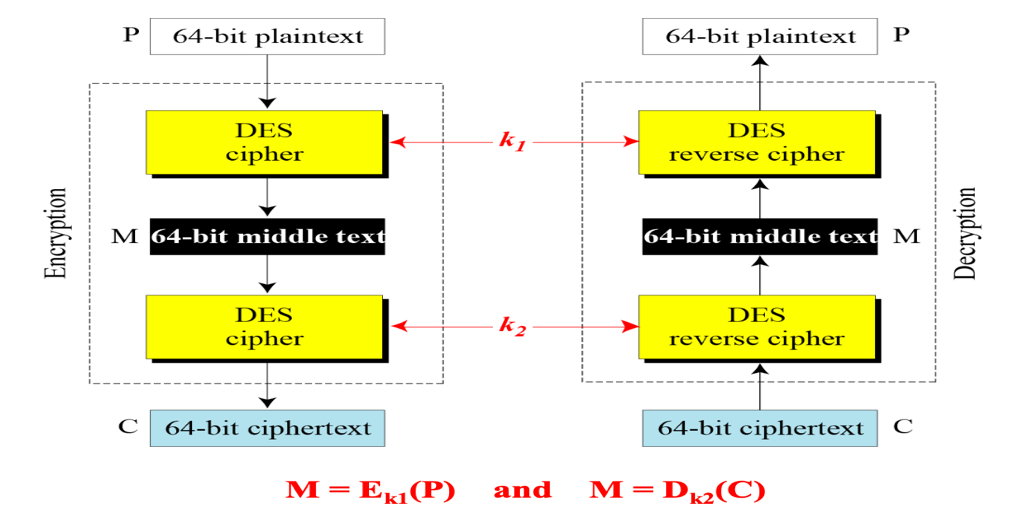 P 64-bit plaintext 64-bit plaintext P
DES cipher k1 DES reverse cipher
Encryption
M 64-bit middle text 64-bit middle text M
Decryption
DES cipher k2 DES reverse cipher
C 64-bit ciphertext 64-bit ciphertext C
M = Ek1(P) and M = Dk2(C)